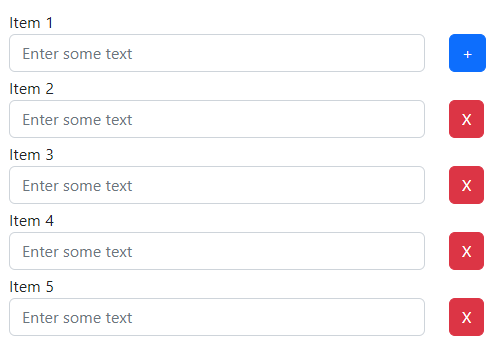 Item 1
Enter some text +
Item 2
Enter some text X
Item 3
Enter some text X
Item 4
Enter some text X
Item 5
Enter some text X